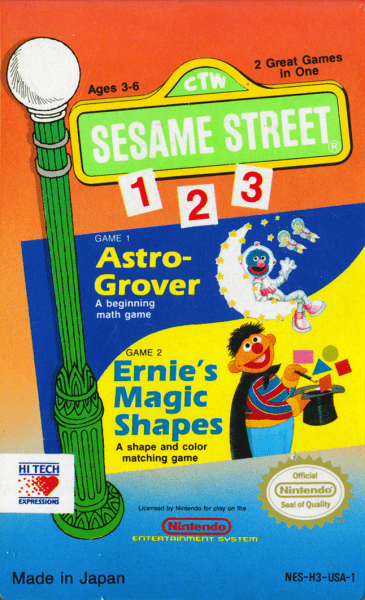 Ages 3-6
2 Great Games
in One
CTW
SESAME STREET®
1 2 3
GAME 1
Astro-
Grover
A beginning
math game
GAME 2
Ernie's
Magic
Shapes
A shape and color
matching game
HI TECH
EXPRESSIONS
Official
Nintendo
Seal of Quality
Licensed by Nintendo for play on the
Nintendo
ENTERTAINMENT SYSTEM
Made in Japan
NES-H3-USA-1